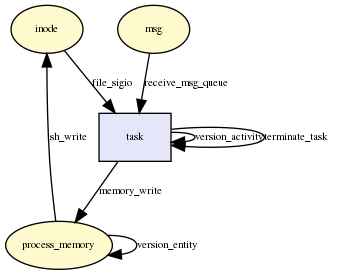 inode
msg
file_sigio
receive_msg_queue
sh_write
task
version_activity
terminate_task
memory_write
process_memory
version_entity